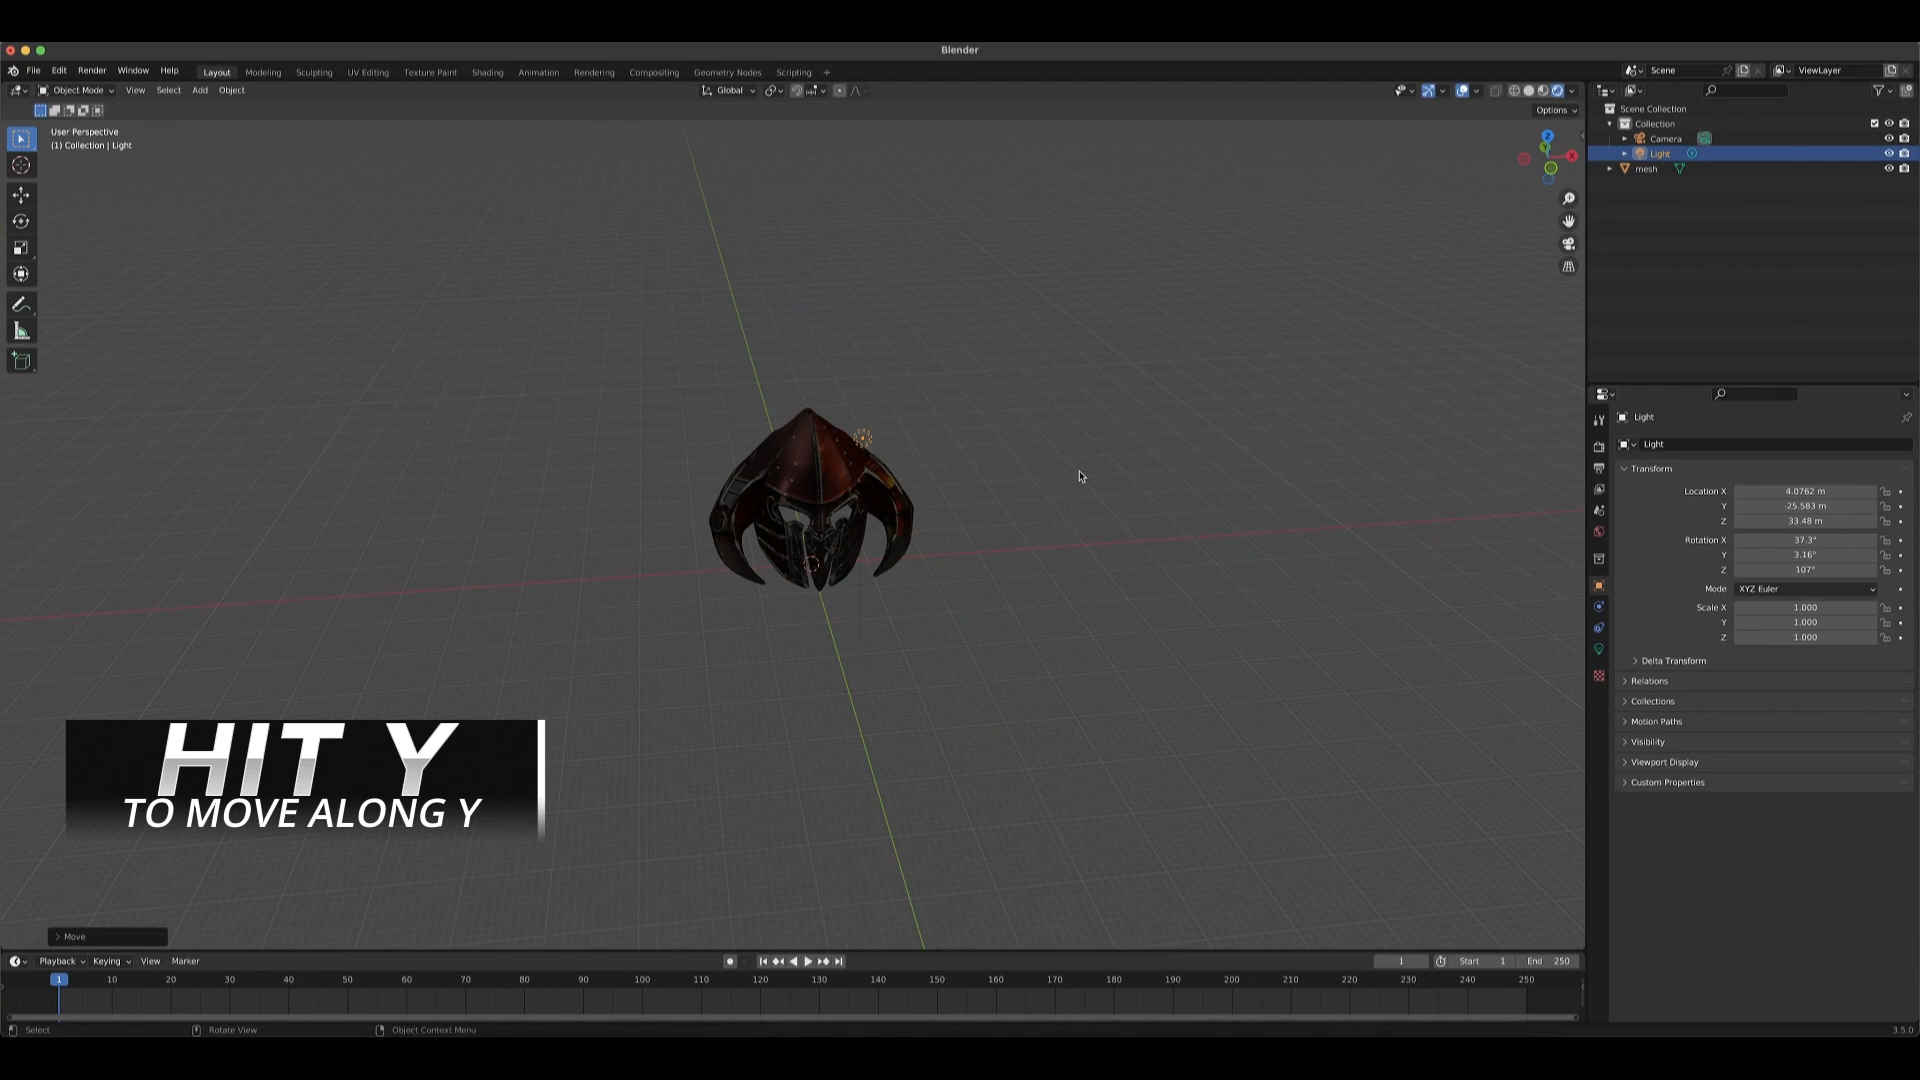 Blender
File Edit Render Window Help Layout Modeling Sculpting UV Editing Texture Paint Shading Animation Rendering Compositing Geometry Nodes Scripting + Scene ViewLayer
Object Mode View Select Add Object Global
Options
User Perspective
(1) Collection | Light
Z
Y
X
Scene Collection
Collection
Camera
Light
mesh
Light
Light
Transform
Location X 4.0762 m
Y -25.583 m
Z 33.48 m
Rotation X 37.3°
Y 3.16°
Z 107°
Mode XYZ Euler
Scale X 1.000
Y 1.000
Z 1.000
Delta Transform
Relations
Collections
Motion Paths
Visibility
Viewport Display
Custom Properties
HIT Y
TO MOVE ALONG Y
Move
Playback Keying View Marker 1 Start 1 End 250
1 10 20 30 40 50 60 70 80 90 100 110 120 130 140 150 160 170 180 190 200 210 220 230 240 250
Select Rotate View Object Context Menu 3.5.0